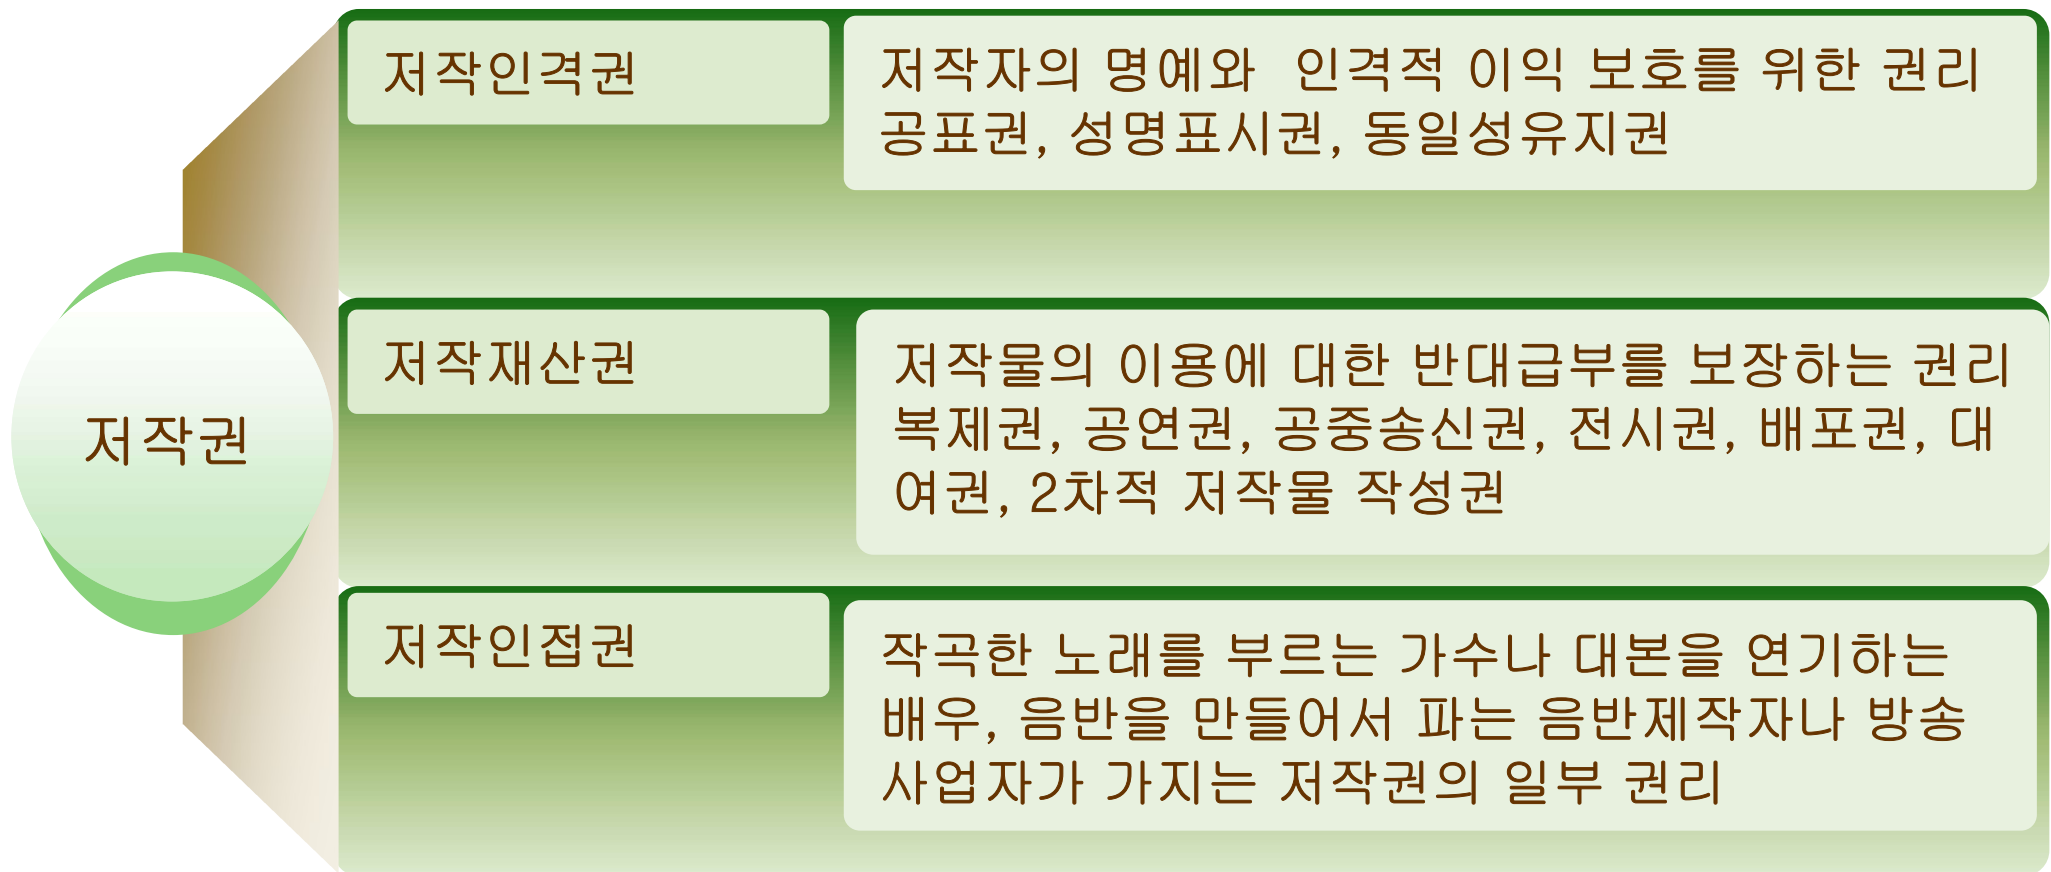 저작권
저작인격권
저작자의 명예와 인격적 이익 보호를 위한 권리
공표권, 성명표시권, 동일성유지권
저작재산권
저작물의 이용에 대한 반대급부를 보장하는 권리
복제권, 공연권, 공중송신권, 전시권, 배포권, 대
여권, 2차적 저작물 작성권
저작인접권
작곡한 노래를 부르는 가수나 대본을 연기하는
배우, 음반을 만들어서 파는 음반제작자나 방송
사업자가 가지는 저작권의 일부 권리